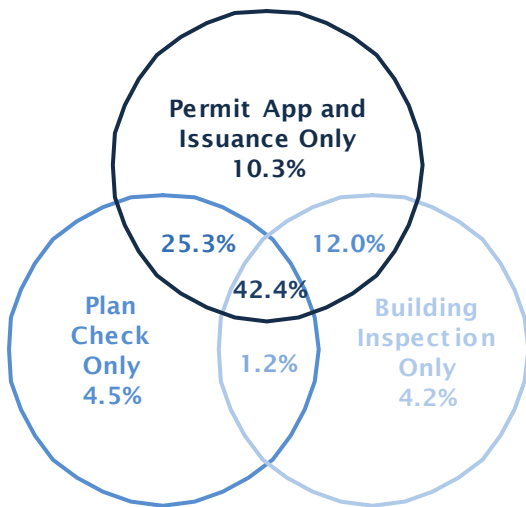 Permit App and
Issuance Only
10.3%
25.3%
12.0%
42.4%
Plan
Check
Only
4.5%
1.2%
Building
Inspection
Only
4.2%